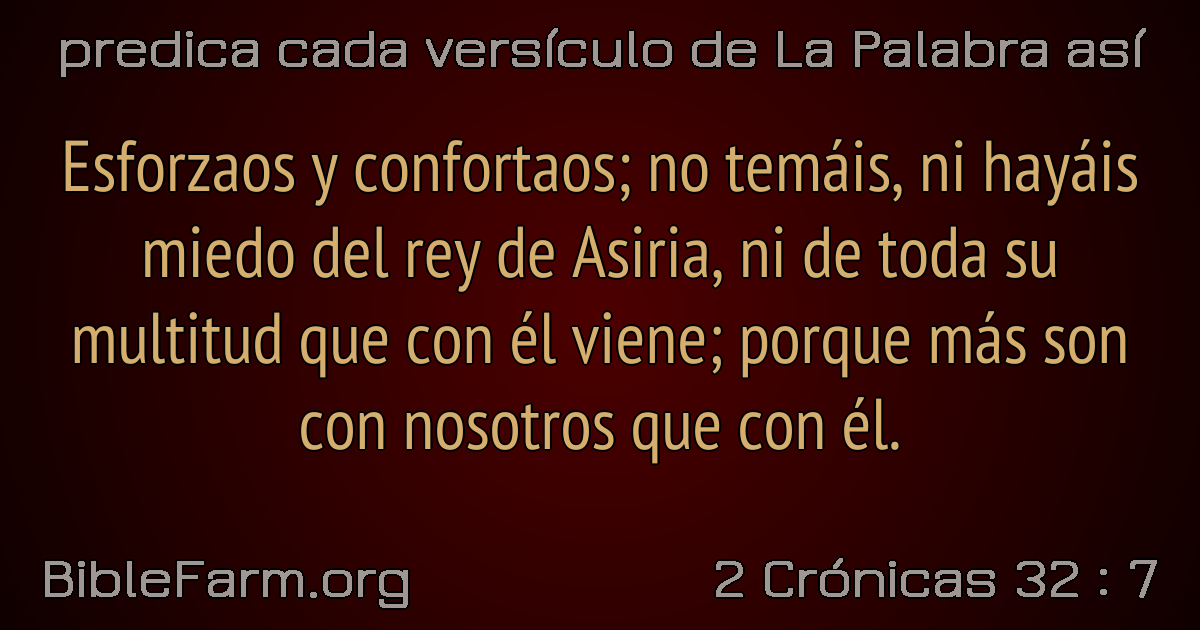 predica cada versículo de La Palabra así
Esforzaos y confortaos; no temáis, ni hayáis
miedo del rey de Asiria, ni de toda su
multitud que con él viene; porque más son
con nosotros que con él.
BibleFarm.org
2 Crónicas 32 : 7